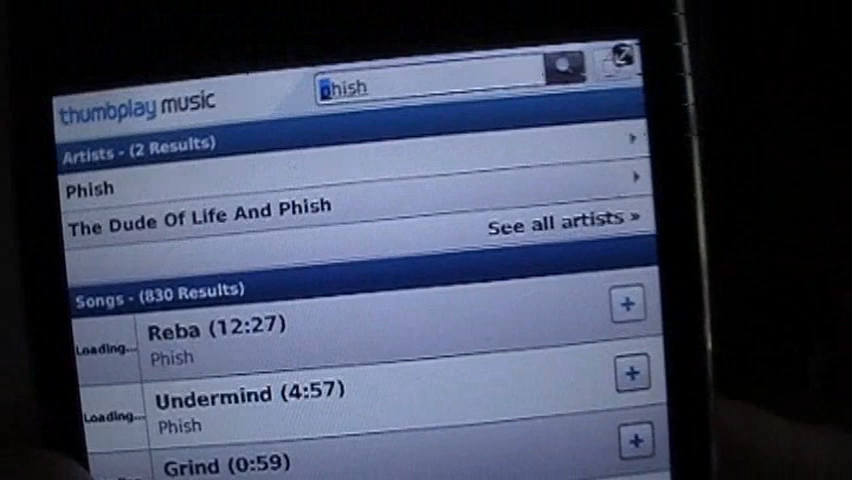 thumbplay music
phish
Artists - (2 Results)
Phish
The Dude Of Life And Phish
See all artists »
Songs - (830 Results)
Loading...
Reba (12:27)
Phish
Loading...
Undermind (4:57)
Phish
Grind (0:59)